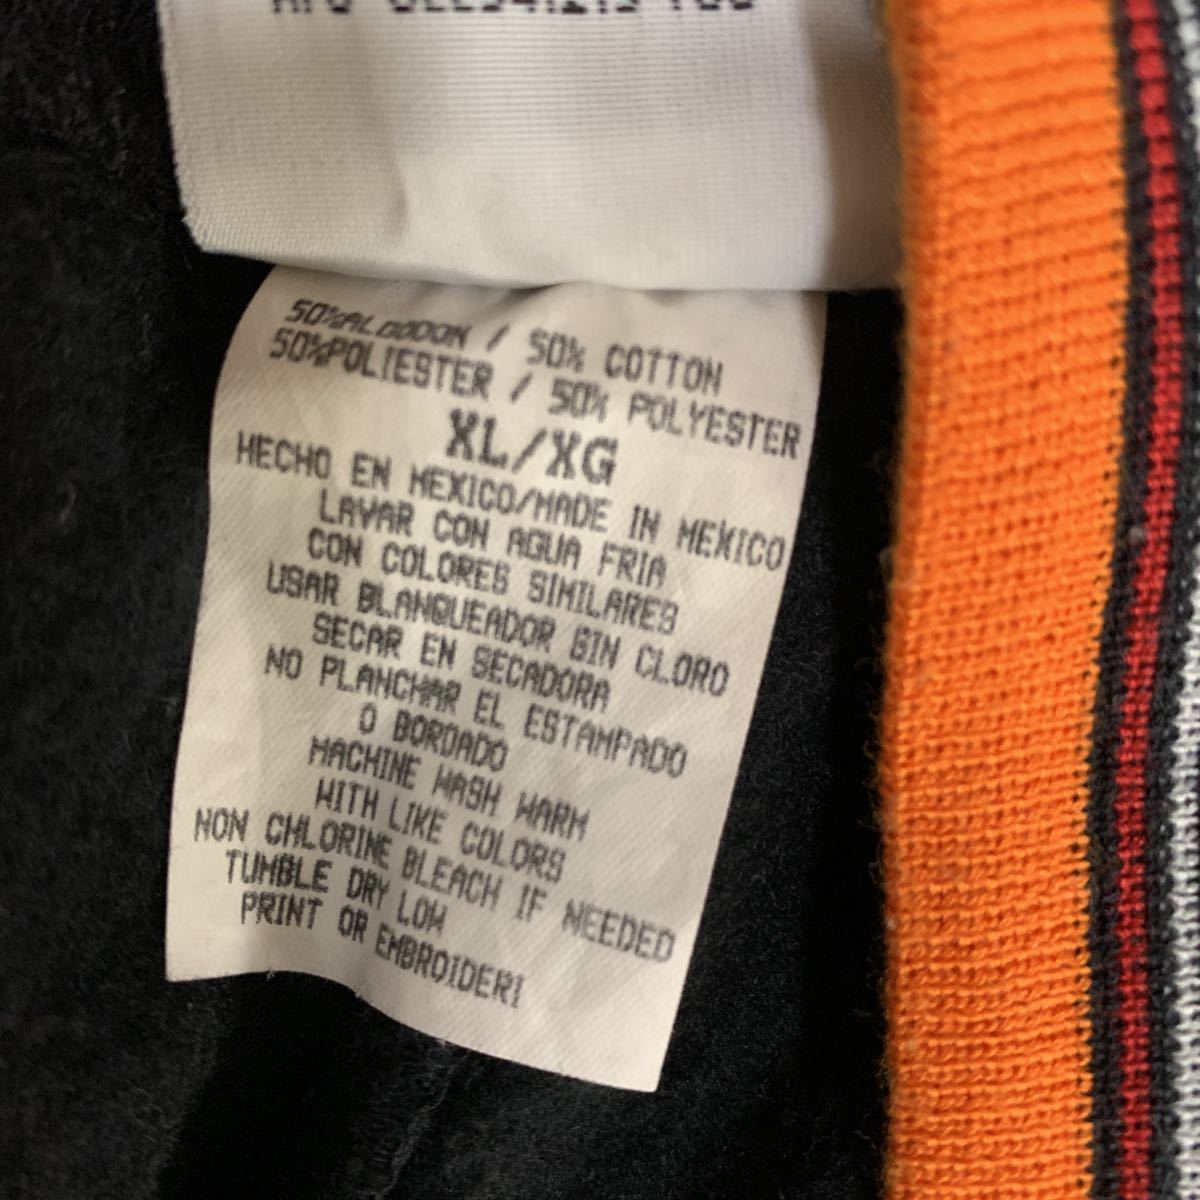 50%ALGODON / 50% COTTON
50%POLIESTER / 50% POLYESTER
XL/XG
HECHO EN MEXICO/MADE IN MEXICO
LAVAR CON AGUA FRIA
CON COLORES SIMILARES
USAR BLANQUEADOR SIN CLORO
SECAR EN SECADORA
NO PLANCHAR EL ESTAMPADO
O BORDADO
MACHINE WASH WARM
WITH LIKE COLORS
NON CHLORINE BLEACH IF NEEDED
TUMBLE DRY LOW
PRINT OR EMBROIDERI